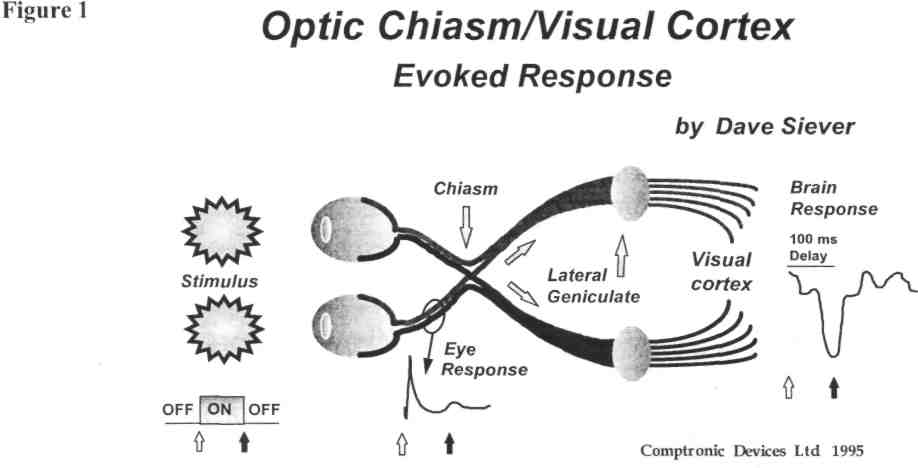 Figure 1
Optic Chiasm/Visual Cortex
Evoked Response
by Dave Siever
Chiasm
Brain
Response
100 ms
Delay
Stimulus
Lateral
Geniculate
Visual
cortex
Eye
Response
OFF ON OFF
Comptronic Devices Ltd 1995